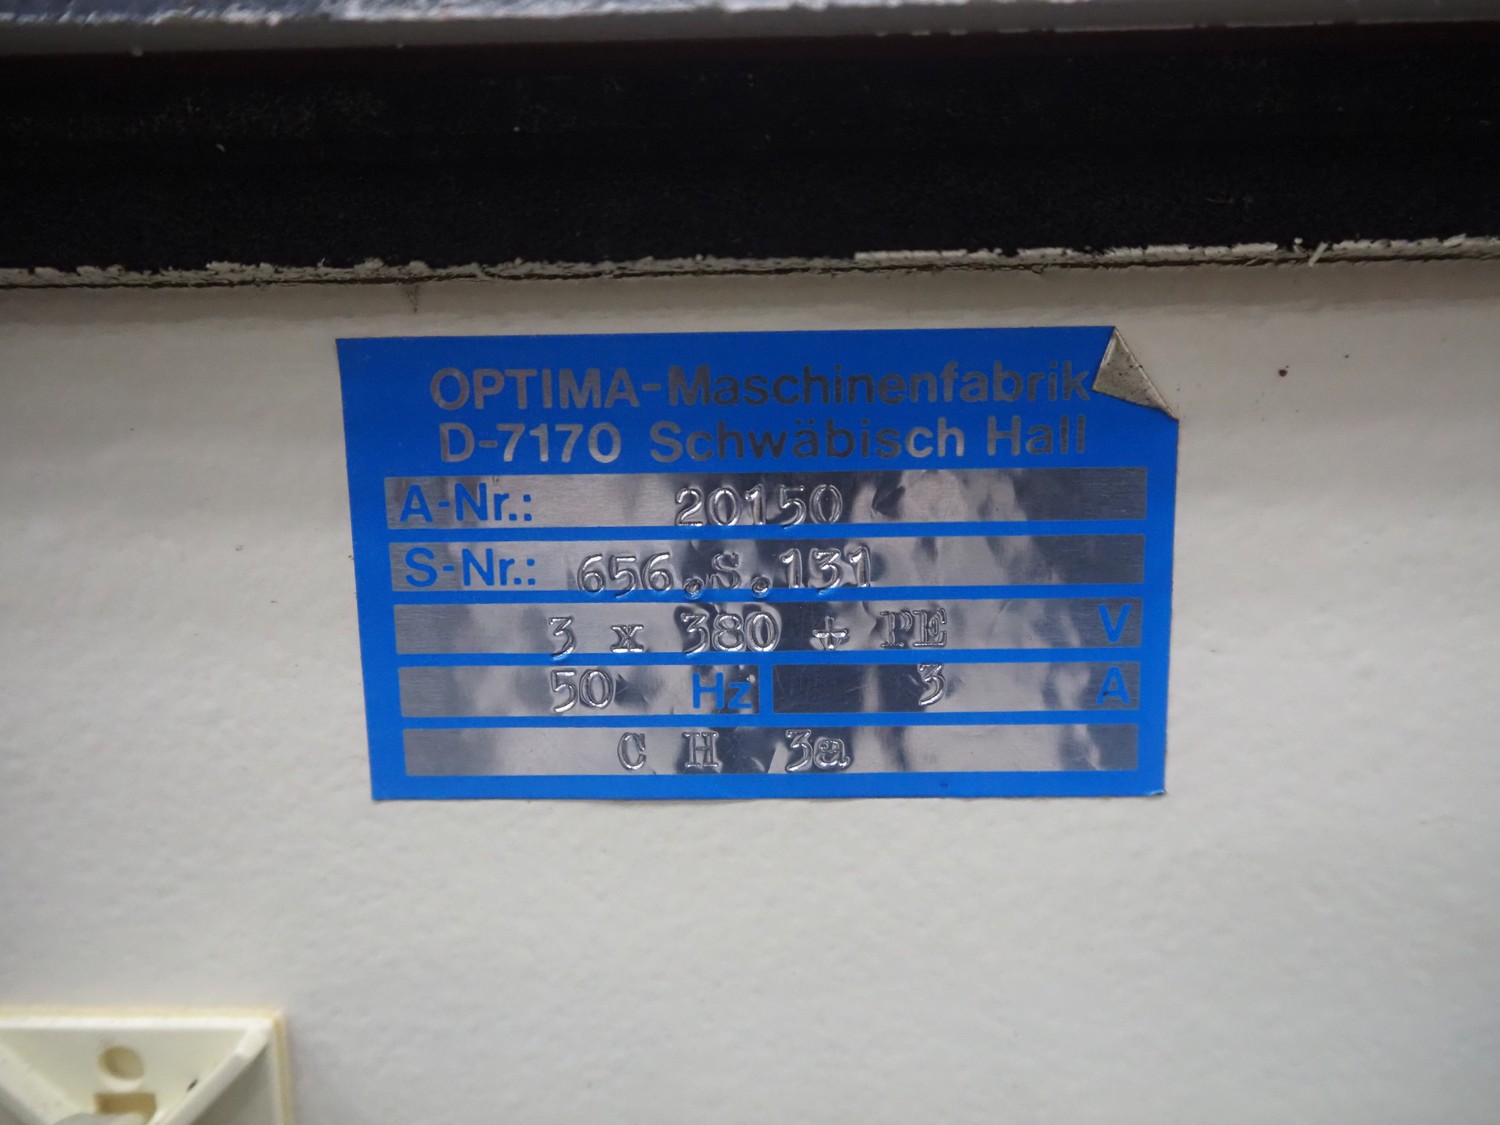 OPTIMA-Maschinenfabrik
D-7170 Schwäbisch Hall
A-Nr.: 20150
S-Nr.: 656.S.131
3 x 380 + PE V
50 Hz 3 A
C H 3a